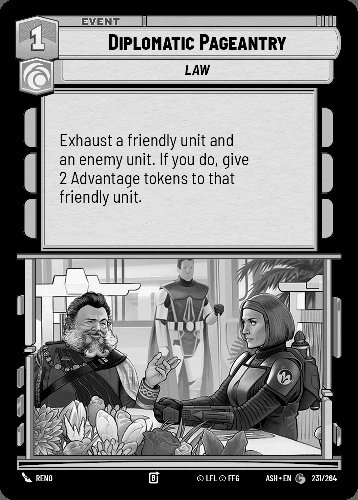 EVENT
1
DIPLOMATIC PAGEANTRY
LAW
Exhaust a friendly unit and
an enemy unit. If you do, give
2 Advantage tokens to that
friendly unit.
RENO
© LFL © FFG
ASH • EN
231/264